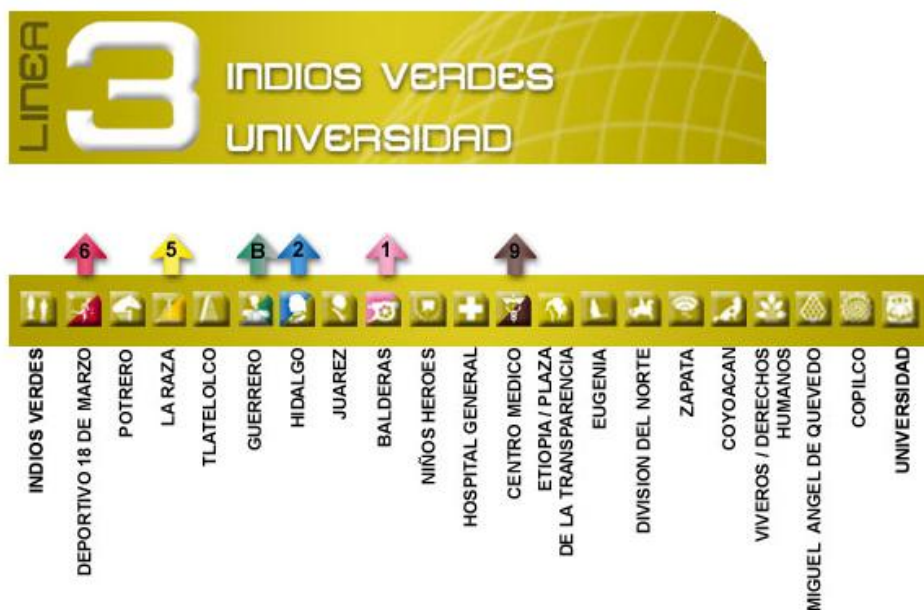 LINEA
3
INDIOS VERDES
UNIVERSIDAD
6
5
B
2
1
9
INDIOS VERDES
DEPORTIVO 18 DE MARZO
POTRERO
LA RAZA
TLATELOLCO
GUERRERO
HIDALGO
JUAREZ
BALDERAS
NIÑOS HEROES
HOSPITAL GENERAL
CENTRO MEDICO
ETIOPIA / PLAZA
DE LA TRANSPARENCIA
EUGENIA
DIVISION DEL NORTE
ZAPATA
COYOACAN
VIVEROS / DERECHOS
HUMANOS
MIGUEL ANGEL DE QUEVEDO
COPILCO
UNIVERSIDAD